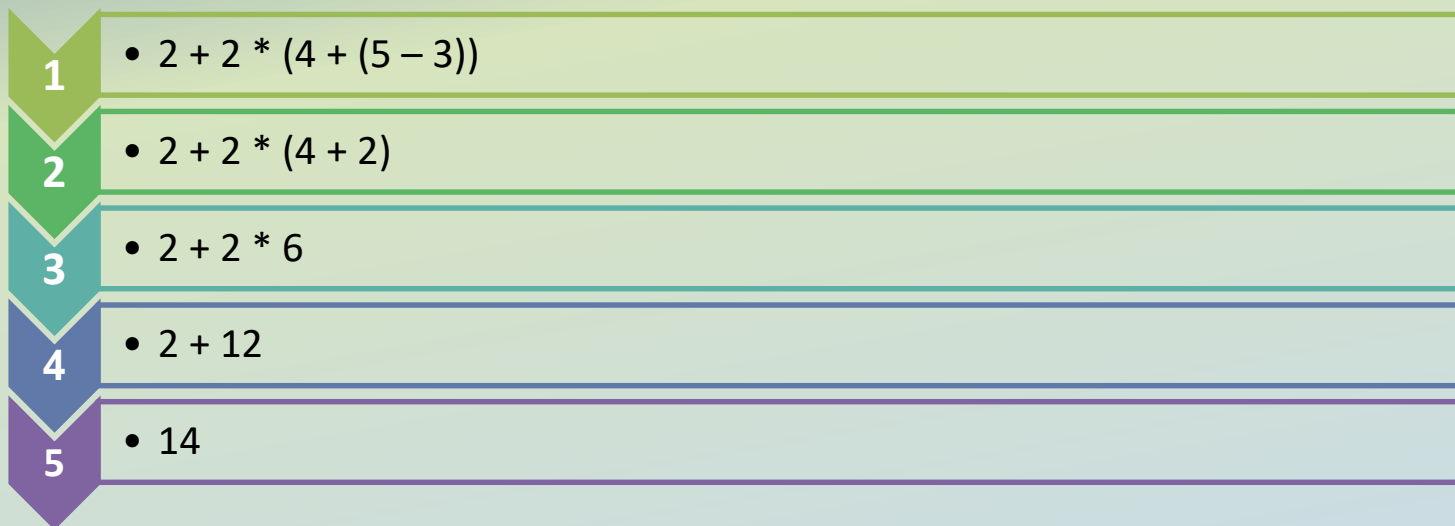 1
• 2 + 2 * (4 + (5 – 3))
2
• 2 + 2 * (4 + 2)
3
• 2 + 2 * 6
4
• 2 + 12
5
• 14